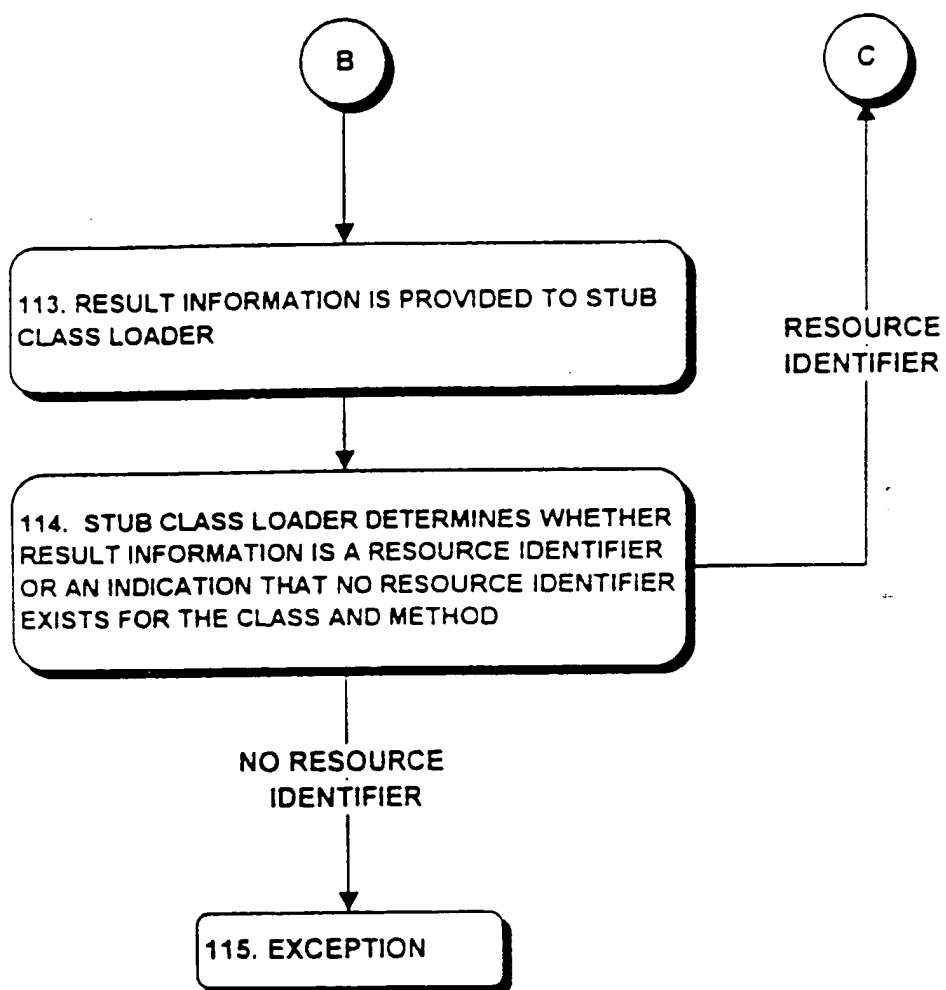 B
C
113. RESULT INFORMATION IS PROVIDED TO STUB
CLASS LOADER
RESOURCE
IDENTIFIER
114. STUB CLASS LOADER DETERMINES WHETHER
RESULT INFORMATION IS A RESOURCE IDENTIFIER
OR AN INDICATION THAT NO RESOURCE IDENTIFIER
EXISTS FOR THE CLASS AND METHOD
NO RESOURCE
IDENTIFIER
115. EXCEPTION